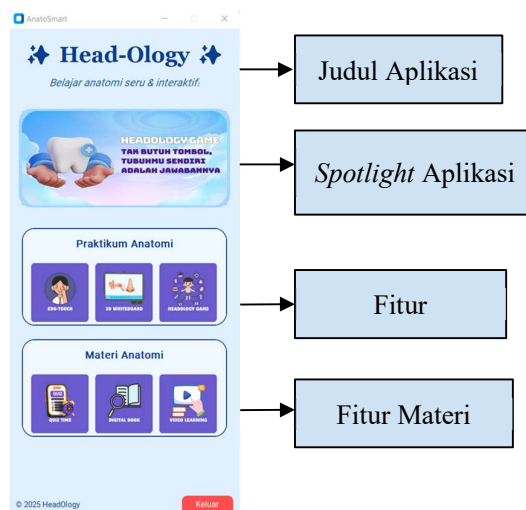 AnatoSmart
Head-Ology
Judul Aplikasi
Belajar anatomi seru & interaktif
HEADOLOGY GAME
TAK BUTUH TOMBOL,
TUBUHMU SENDIRI
ADALAH JAWABANNYA
Spotlight Aplikasi
Praktikum Anatomi
EDU-TOUCH
3D WHITEBOARD
HEADOLOGY GAME
Fitur
Materi Anatomi
QUIZ
QUIZ TIME
DIGITAL BOOK
VIDEO LEARNING
Fitur Materi
© 2025 HeadOlogy
Keluar